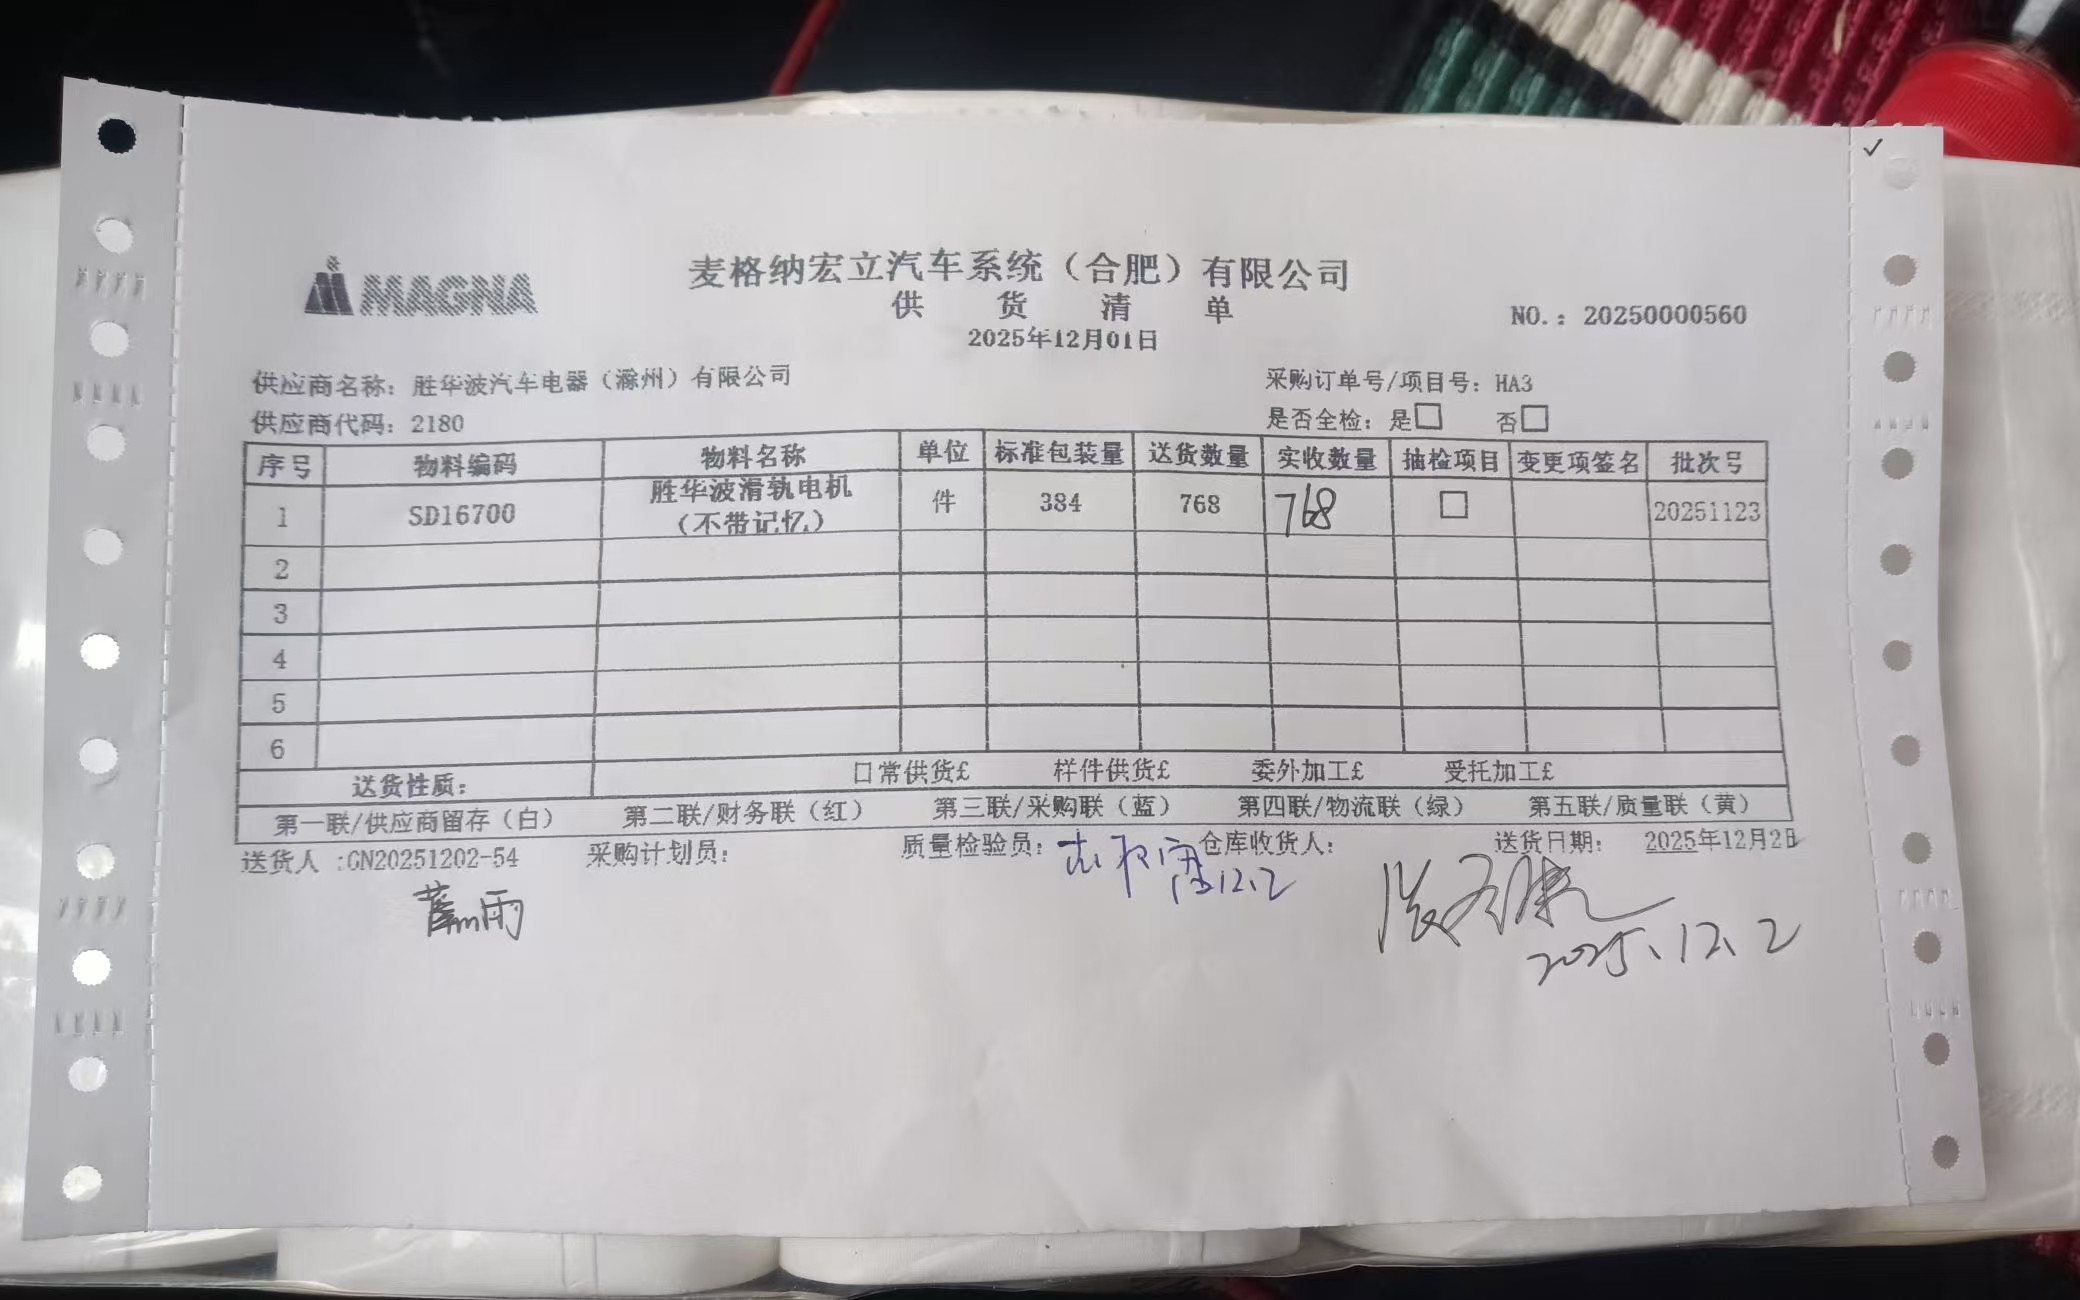 ✓
MAGNA
麦格纳宏立汽车系统（合肥）有限公司
供 货 清 单
NO.：20250000560
2025年12月01日
供应商名称：胜华波汽车电器（滁州）有限公司 采购订单号/项目号：HA3
供应商代码：2180 是否全检：是□ 否□
序号 物料编码 物料名称 单位 标准包装量 送货数量 实收数量 抽检项目 变更项签名 批次号
1 SD16700 胜华波滑轨电机（不带记忆） 件 384 768 768 □ 20251123
2
3
4
5
6
送货性质： 日常供货£ 样件供货£ 委外加工£ 受托加工£
第一联/供应商留存（白） 第二联/财务联（红） 第三联/采购联（蓝） 第四联/物流联（绿） 第五联/质量联（黄）
送货人：CN20251202-54 采购计划员： 质量检验员： 仓库收货人： 送货日期： 2025年12月2日
12.2
2025.12.2